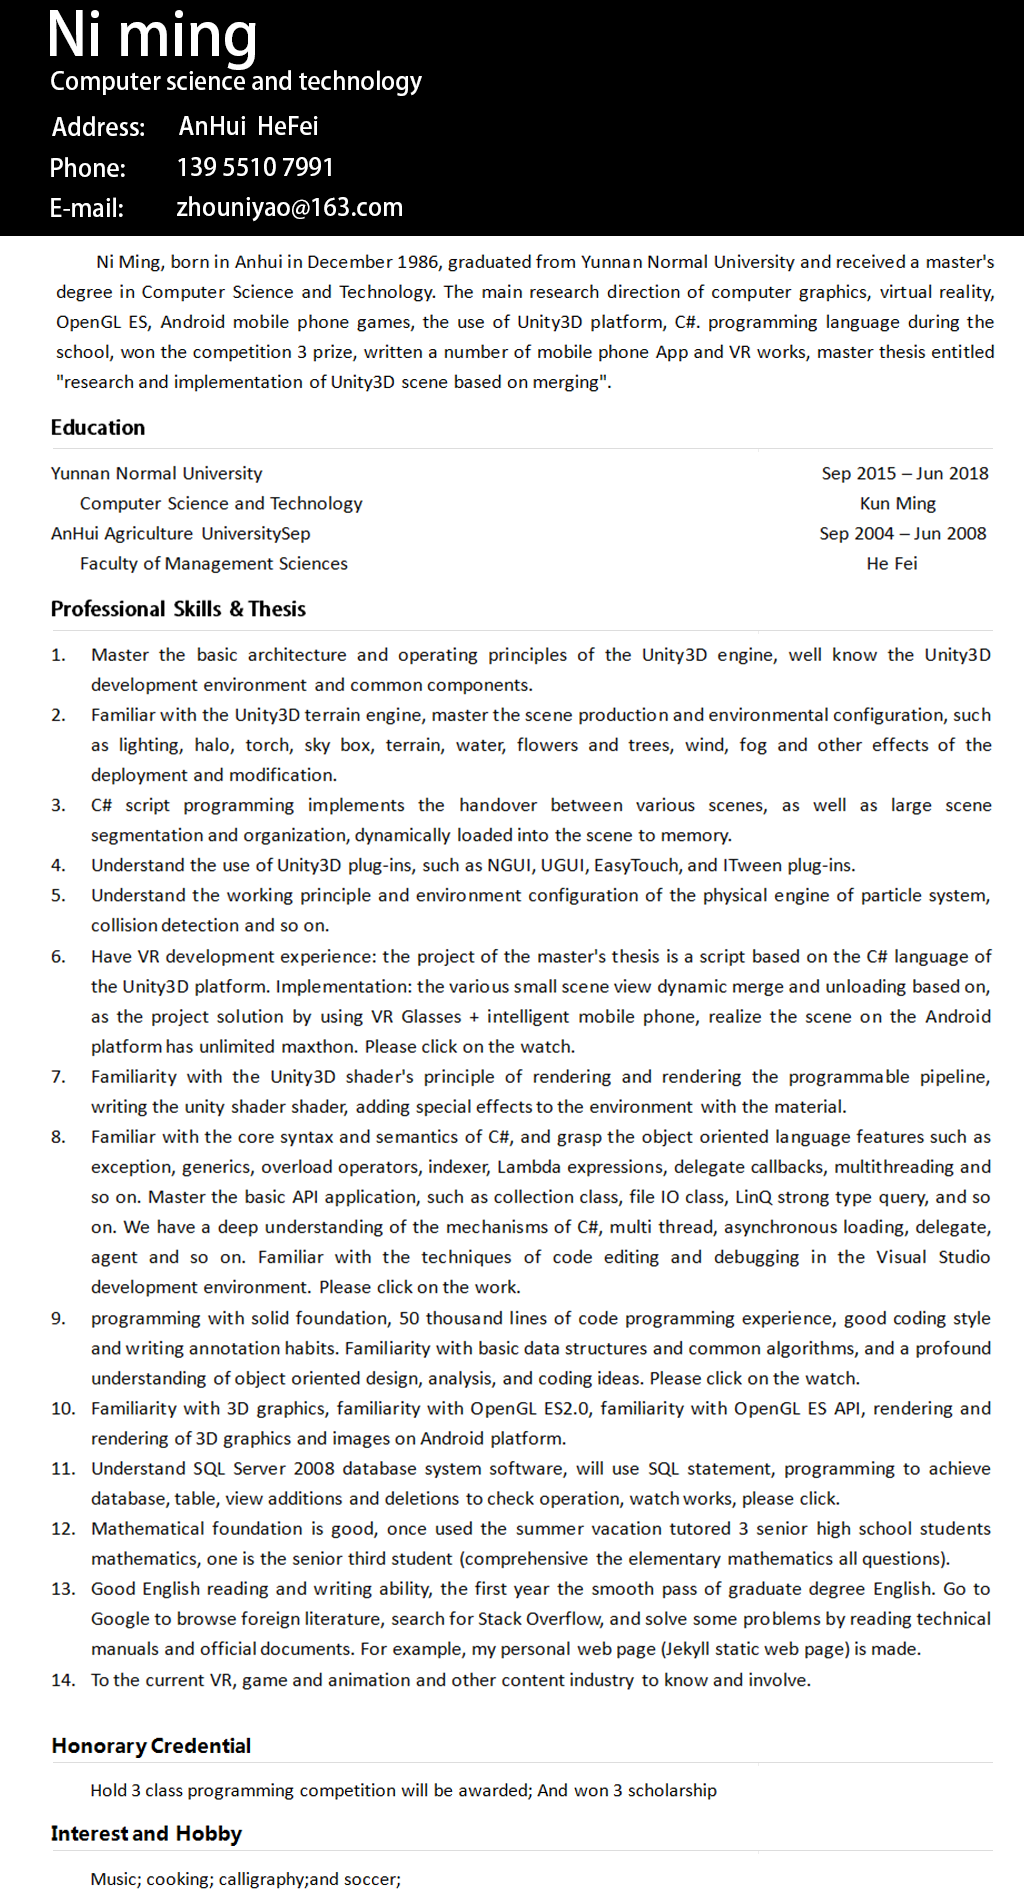 Ni ming
Computer science and technology
Address: AnHui HeFei
Phone: 139 5510 7991
E-mail: zhouniyao@163.com
Ni Ming, born in Anhui in December 1986, graduated from Yunnan Normal University and received a master's
degree in Computer Science and Technology. The main research direction of computer graphics, virtual reality,
OpenGL ES, Android mobile phone games, the use of Unity3D platform, C#. programming language during the
school, won the competition 3 prize, written a number of mobile phone App and VR works, master thesis entitled
"research and implementation of Unity3D scene based on merging".
Education
Yunnan Normal University Sep 2015 – Jun 2018
Computer Science and Technology Kun Ming
AnHui Agriculture UniversitySep Sep 2004 – Jun 2008
Faculty of Management Sciences He Fei
Professional Skills & Thesis
1. Master the basic architecture and operating principles of the Unity3D engine, well know the Unity3D
development environment and common components.
2. Familiar with the Unity3D terrain engine, master the scene production and environmental configuration, such
as lighting, halo, torch, sky box, terrain, water, flowers and trees, wind, fog and other effects of the
deployment and modification.
3. C# script programming implements the handover between various scenes, as well as large scene
segmentation and organization, dynamically loaded into the scene to memory.
4. Understand the use of Unity3D plug-ins, such as NGUI, UGUI, EasyTouch, and ITween plug-ins.
5. Understand the working principle and environment configuration of the physical engine of particle system,
collision detection and so on.
6. Have VR development experience: the project of the master's thesis is a script based on the C# language of
the Unity3D platform. Implementation: the various small scene view dynamic merge and unloading based on,
as the project solution by using VR Glasses + intelligent mobile phone, realize the scene on the Android
platform has unlimited maxthon. Please click on the watch.
7. Familiarity with the Unity3D shader's principle of rendering and rendering the programmable pipeline,
writing the unity shader shader, adding special effects to the environment with the material.
8. Familiar with the core syntax and semantics of C#, and grasp the object oriented language features such as
exception, generics, overload operators, indexer, Lambda expressions, delegate callbacks, multithreading and
so on. Master the basic API application, such as collection class, file IO class, LinQ strong type query, and so
on. We have a deep understanding of the mechanisms of C#, multi thread, asynchronous loading, delegate,
agent and so on. Familiar with the techniques of code editing and debugging in the Visual Studio
development environment. Please click on the work.
9. programming with solid foundation, 50 thousand lines of code programming experience, good coding style
and writing annotation habits. Familiarity with basic data structures and common algorithms, and a profound
understanding of object oriented design, analysis, and coding ideas. Please click on the watch.
10. Familiarity with 3D graphics, familiarity with OpenGL ES2.0, familiarity with OpenGL ES API, rendering and
rendering of 3D graphics and images on Android platform.
11. Understand SQL Server 2008 database system software, will use SQL statement, programming to achieve
database, table, view additions and deletions to check operation, watch works, please click.
12. Mathematical foundation is good, once used the summer vacation tutored 3 senior high school students
mathematics, one is the senior third student (comprehensive the elementary mathematics all questions).
13. Good English reading and writing ability, the first year the smooth pass of graduate degree English. Go to
Google to browse foreign literature, search for Stack Overflow, and solve some problems by reading technical
manuals and official documents. For example, my personal web page (Jekyll static web page) is made.
14. To the current VR, game and animation and other content industry to know and involve.
Honorary Credential
Hold 3 class programming competition will be awarded; And won 3 scholarship
Interest and Hobby
Music; cooking; calligraphy;and soccer;